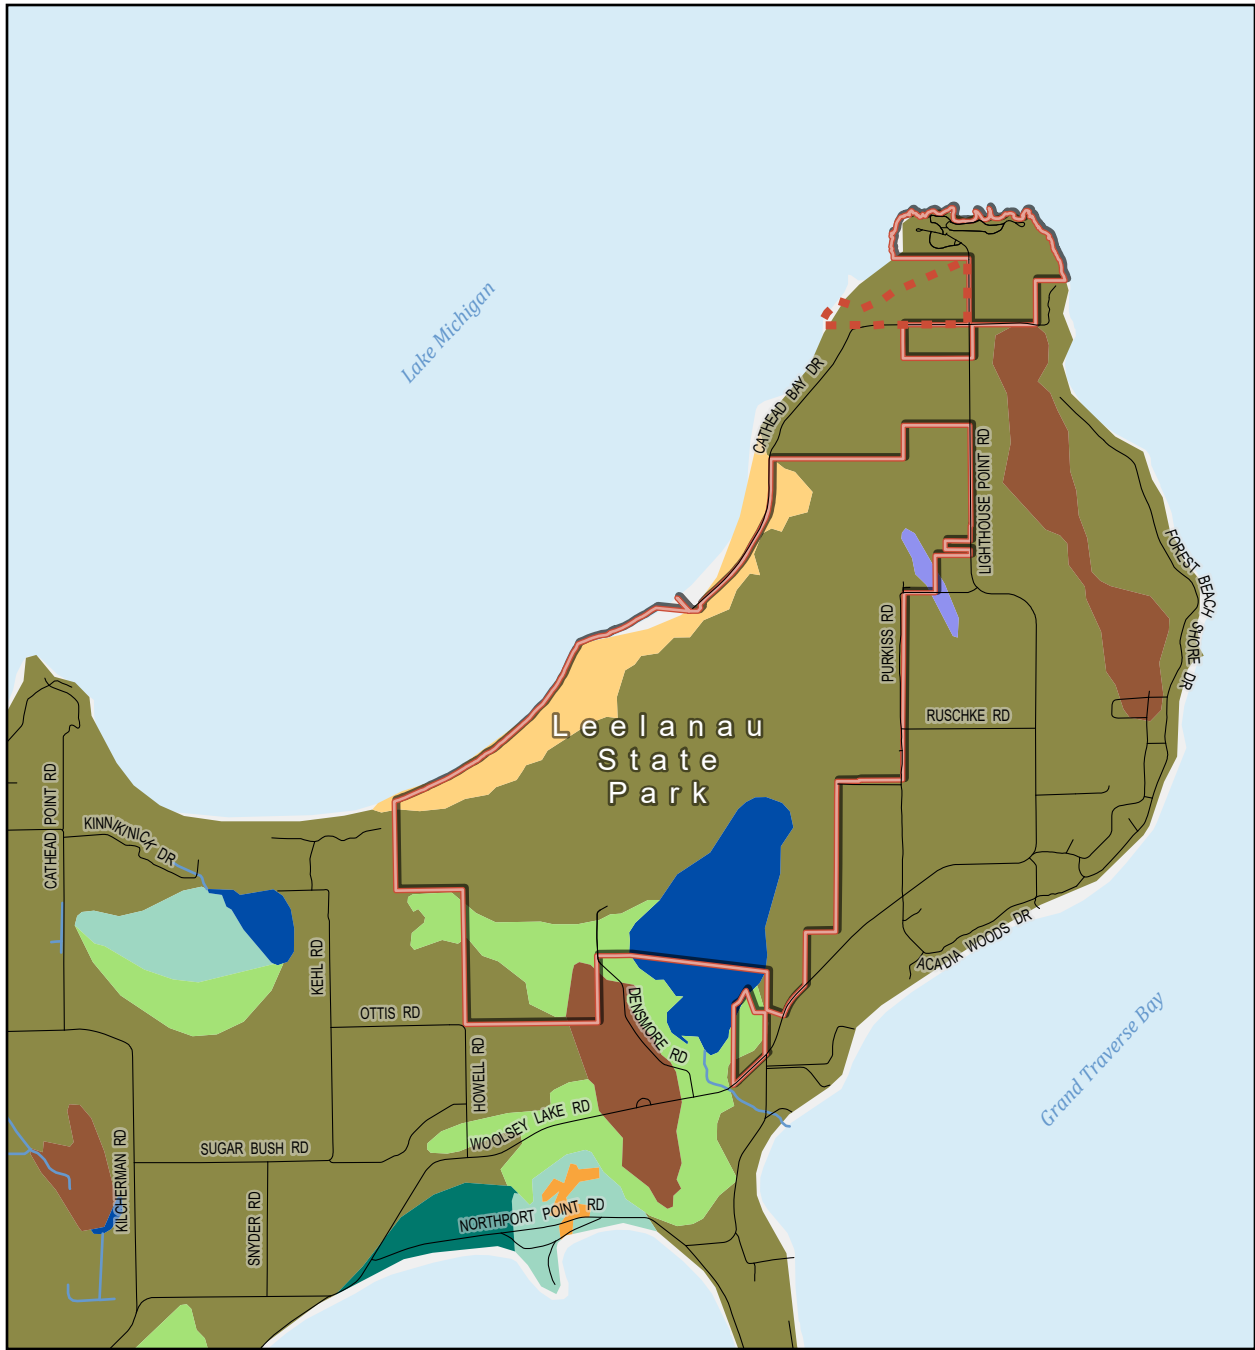 Lake Michigan
CATHEAD BAY DR
LIGHTHOUSE POINT RD
FOREST BEACH SHORE DR
PURKISS RD
RUSCHKE RD
Leelanau
State
Park
CATHEAD POINT RD
KINNIKINICK DR
KEHL RD
ACADIA WOODS DR
OTTIS RD
DENSMORE RD
HOWELL RD
Grand Traverse Bay
WOOLSEY LAKE RD
SUGAR BUSH RD
KILCHERMAN RD
SNYDER RD
NORTHPORT POINT RD